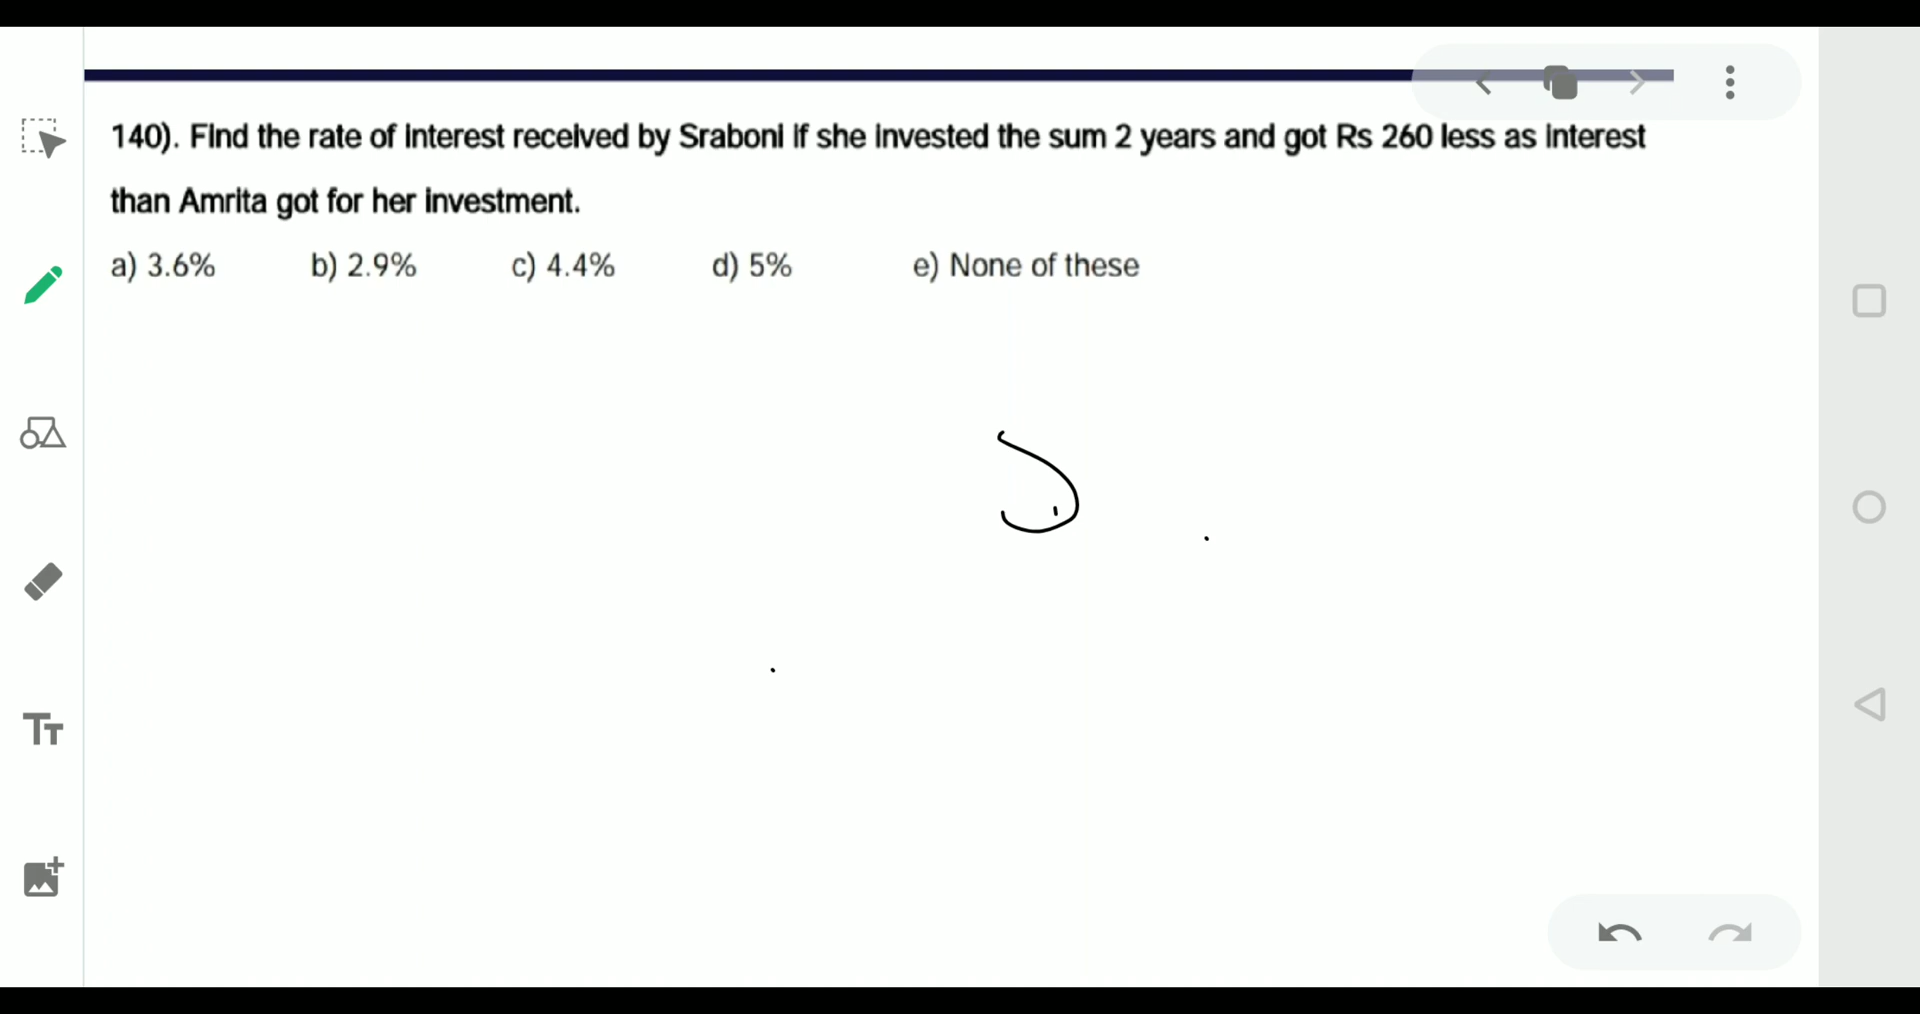 140). Find the rate of interest received by Sraboni if she invested the sum 2 years and got Rs 260 less as interest
than Amrita got for her investment.
a) 3.6% b) 2.9% c) 4.4% d) 5% e) None of these